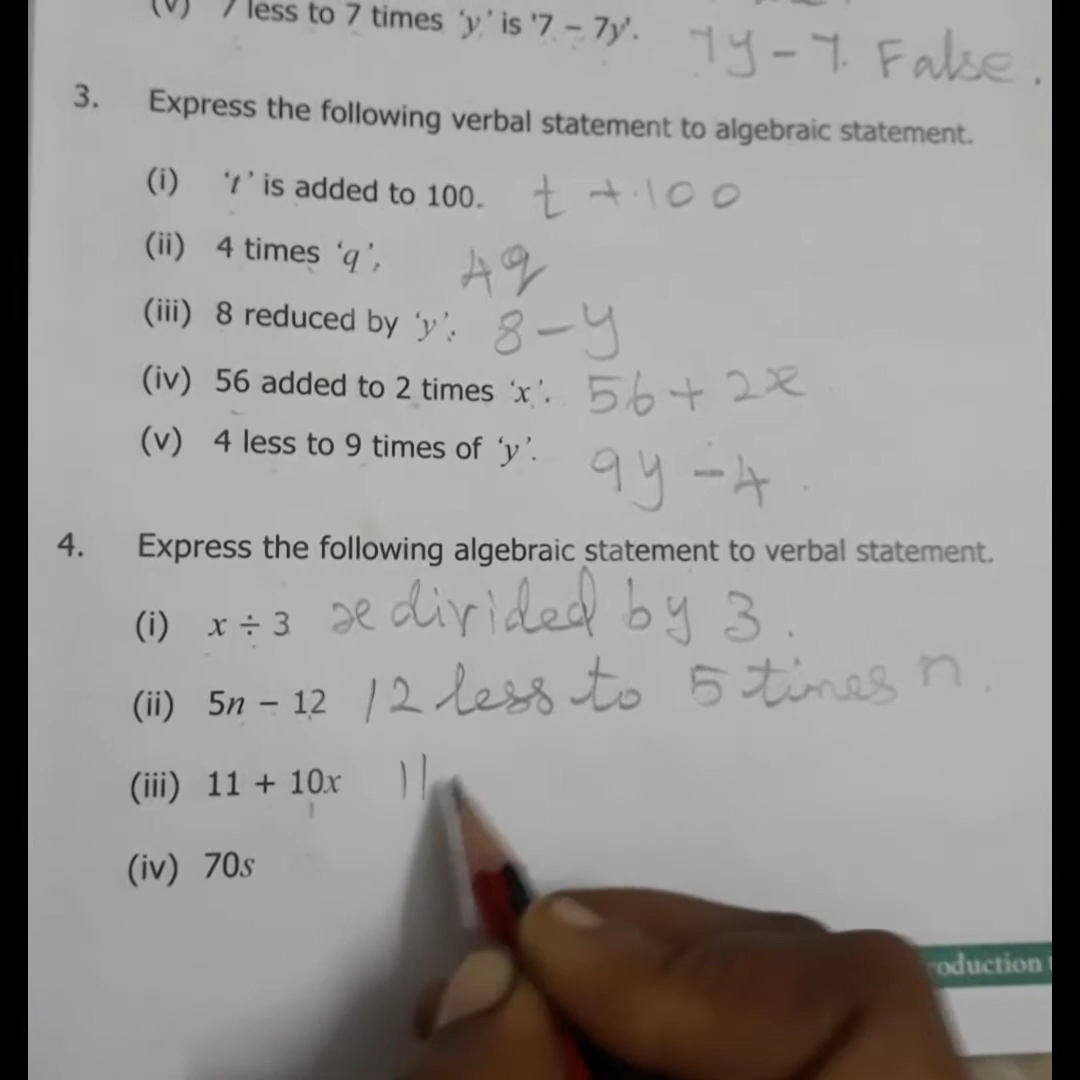 (v) 7 less to 7 times 'y' is '7 – 7y'. 7y – 7. False.
3. Express the following verbal statement to algebraic statement.
(i) 't' is added to 100. t + 100
(ii) 4 times 'q'. 4q
(iii) 8 reduced by 'y'. 8 – y
(iv) 56 added to 2 times 'x'. 56 + 2x
(v) 4 less to 9 times of 'y'. 9y – 4.
4. Express the following algebraic statement to verbal statement.
(i) x ÷ 3 x divided by 3.
(ii) 5n – 12 12 less to 5 times n.
(iii) 11 + 10x 11
(iv) 70s